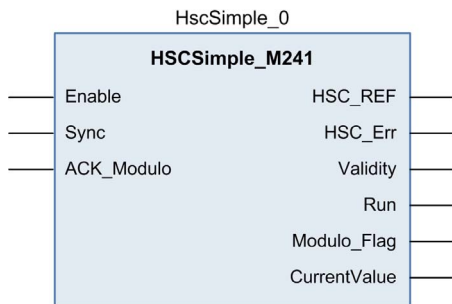 HscSimple_0
HSCSimple_M241
Enable HSC_REF
Sync HSC_Err
ACK_Modulo Validity
Run
Modulo_Flag
CurrentValue